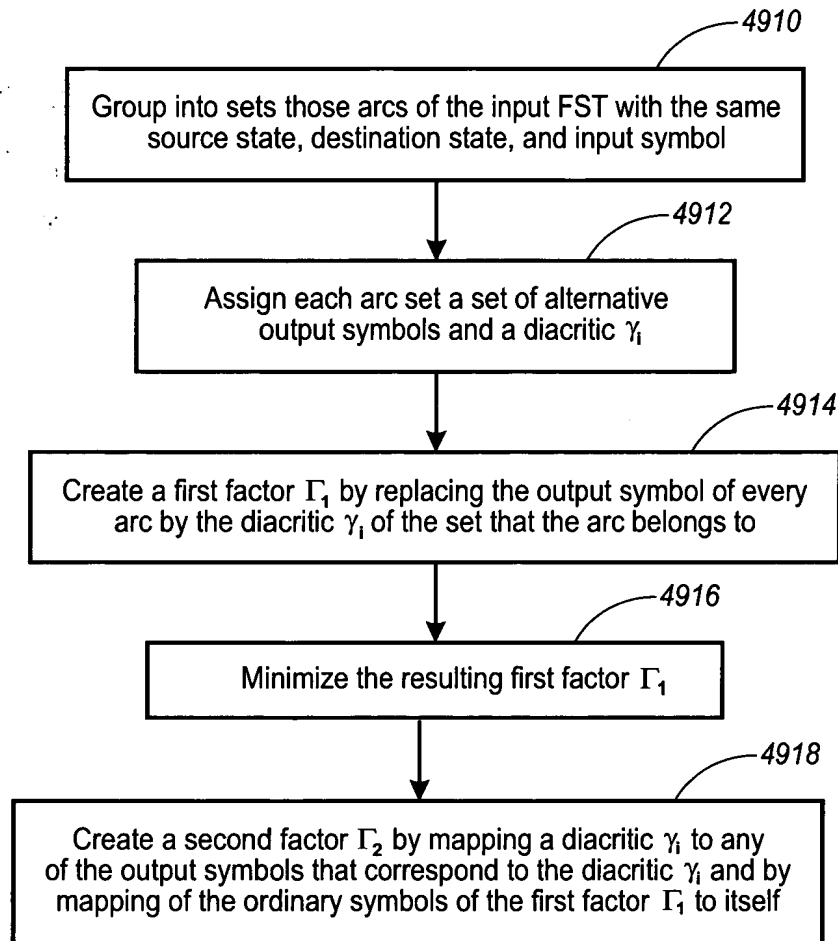 4910
Group into sets those arcs of the input FST with the same
source state, destination state, and input symbol
4912
Assign each arc set a set of alternative
output symbols and a diacritic γi
4914
Create a first factor Γ1 by replacing the output symbol of every
arc by the diacritic γi of the set that the arc belongs to
4916
Minimize the resulting first factor Γ1
4918
Create a second factor Γ2 by mapping a diacritic γi to any
of the output symbols that correspond to the diacritic γi and by
mapping of the ordinary symbols of the first factor Γ1 to itself